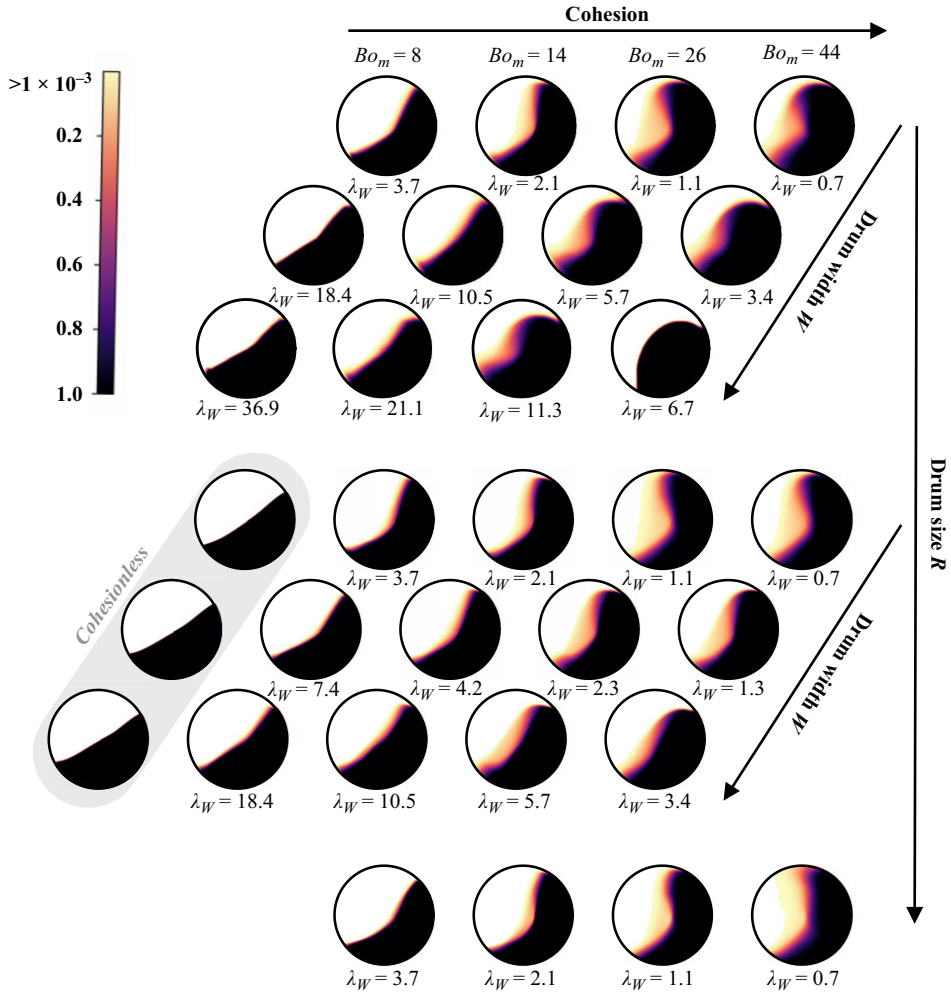 Cohesion
Bo_m = 8
Bo_m = 14
Bo_m = 26
Bo_m = 44
>1 × 10⁻³
0.2
0.4
0.6
0.8
1.0
λ_W = 3.7
λ_W = 2.1
λ_W = 1.1
λ_W = 0.7
λ_W = 18.4
λ_W = 10.5
λ_W = 5.7
λ_W = 3.4
λ_W = 36.9
λ_W = 21.1
λ_W = 11.3
λ_W = 6.7
Drum width W
Drum size R
Cohesionless
λ_W = 3.7
λ_W = 2.1
λ_W = 1.1
λ_W = 0.7
λ_W = 7.4
λ_W = 4.2
λ_W = 2.3
λ_W = 1.3
λ_W = 18.4
λ_W = 10.5
λ_W = 5.7
λ_W = 3.4
Drum width W
λ_W = 3.7
λ_W = 2.1
λ_W = 1.1
λ_W = 0.7